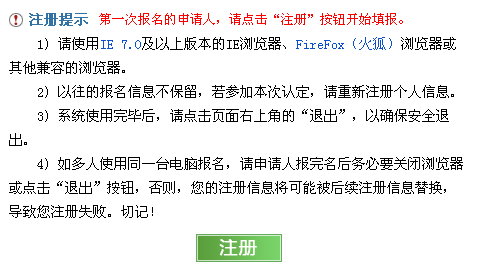 注册提示 第一次报名的申请人，请点击“注册”按钮开始填报。
1) 请使用IE 7.0及以上版本的IE浏览器、FireFox（火狐）浏览器或
其他兼容的浏览器。
2) 以往的报名信息不保留，若参加本次认定，请重新注册个人信息。
3) 系统使用完毕后，请点击页面右上角的“退出”，以确保安全退
出。
4) 如多人使用同一台电脑报名，请申请人报完名后务必要关闭浏览器
或点击“退出”按钮，否则，您的注册信息将可能被后续注册信息替换，
导致您注册失败。切记!
注册